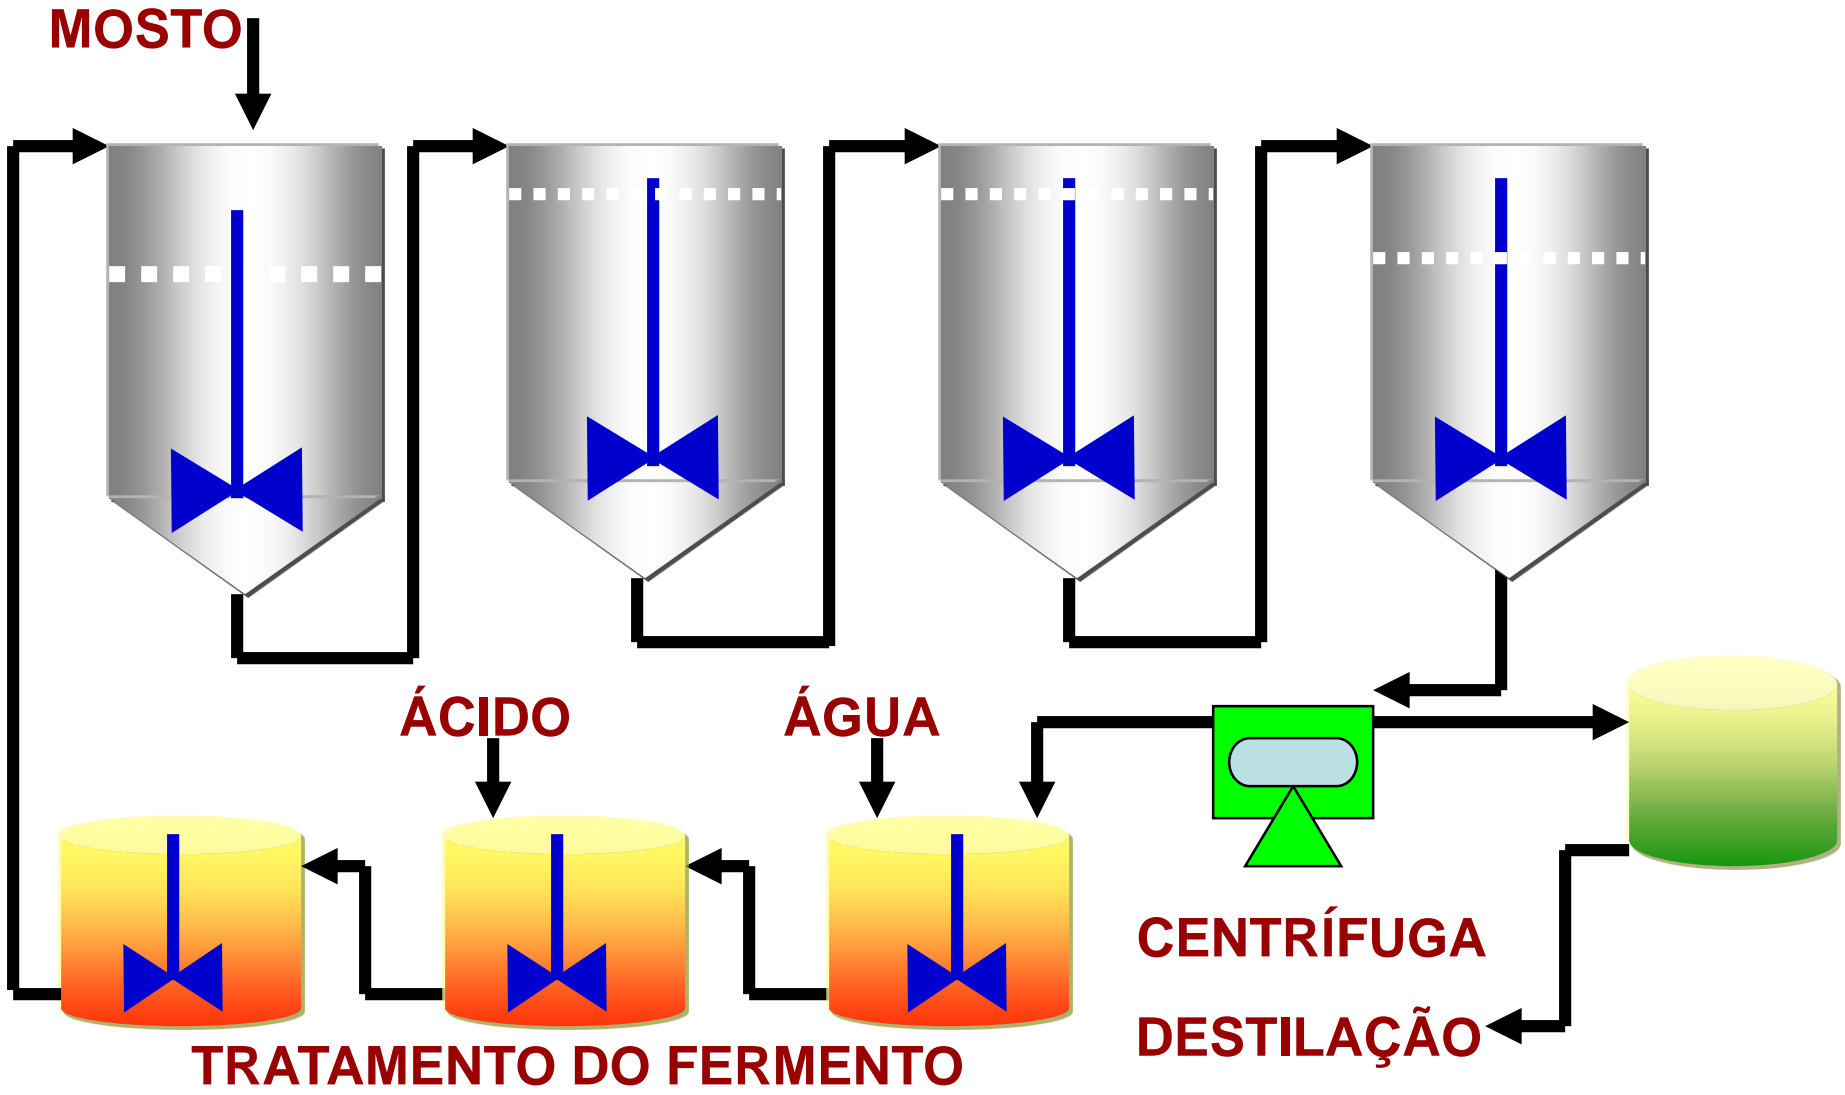 MOSTO
ÁCIDO
ÁGUA
CENTRÍFUGA
DESTILAÇÃO
TRATAMENTO DO FERMENTO